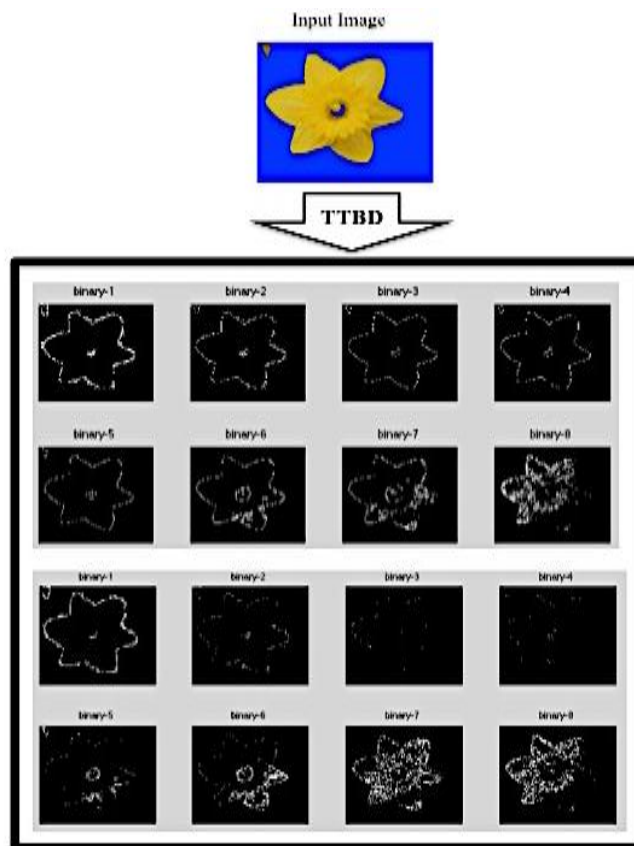 Input Image
TTBD
binary-1 binary-2 binary-3 binary-4
binary-5 binary-6 binary-7 binary-8
binary-1 binary-2 binary-3 binary-4
binary-5 binary-6 binary-7 binary-8